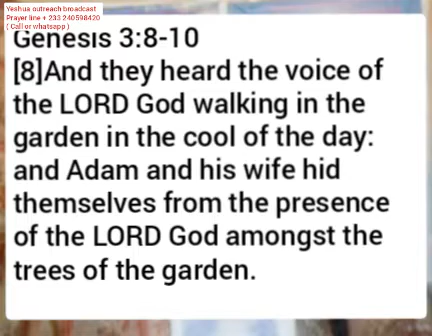 Yeshua outreach broadcast
Prayer line + 233 240598420
( Call or whatsapp )
Genesis 3:8-10
[8]And they heard the voice of
the LORD God walking in the
garden in the cool of the day:
and Adam and his wife hid
themselves from the presence
of the LORD God amongst the
trees of the garden.